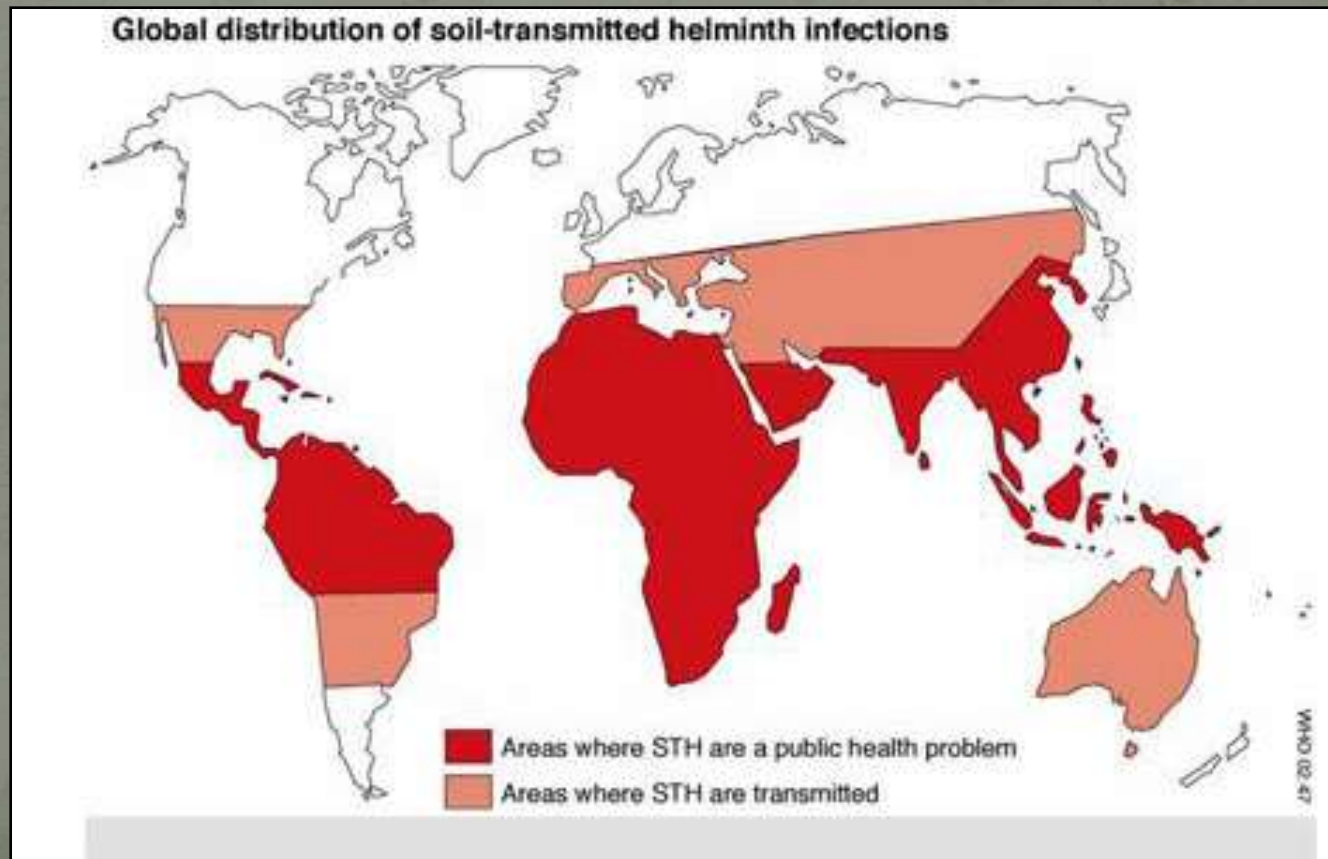 Global distribution of soil-transmitted helminth infections
Areas where STH are a public health problem
Areas where STH are transmitted
WHO 02.47